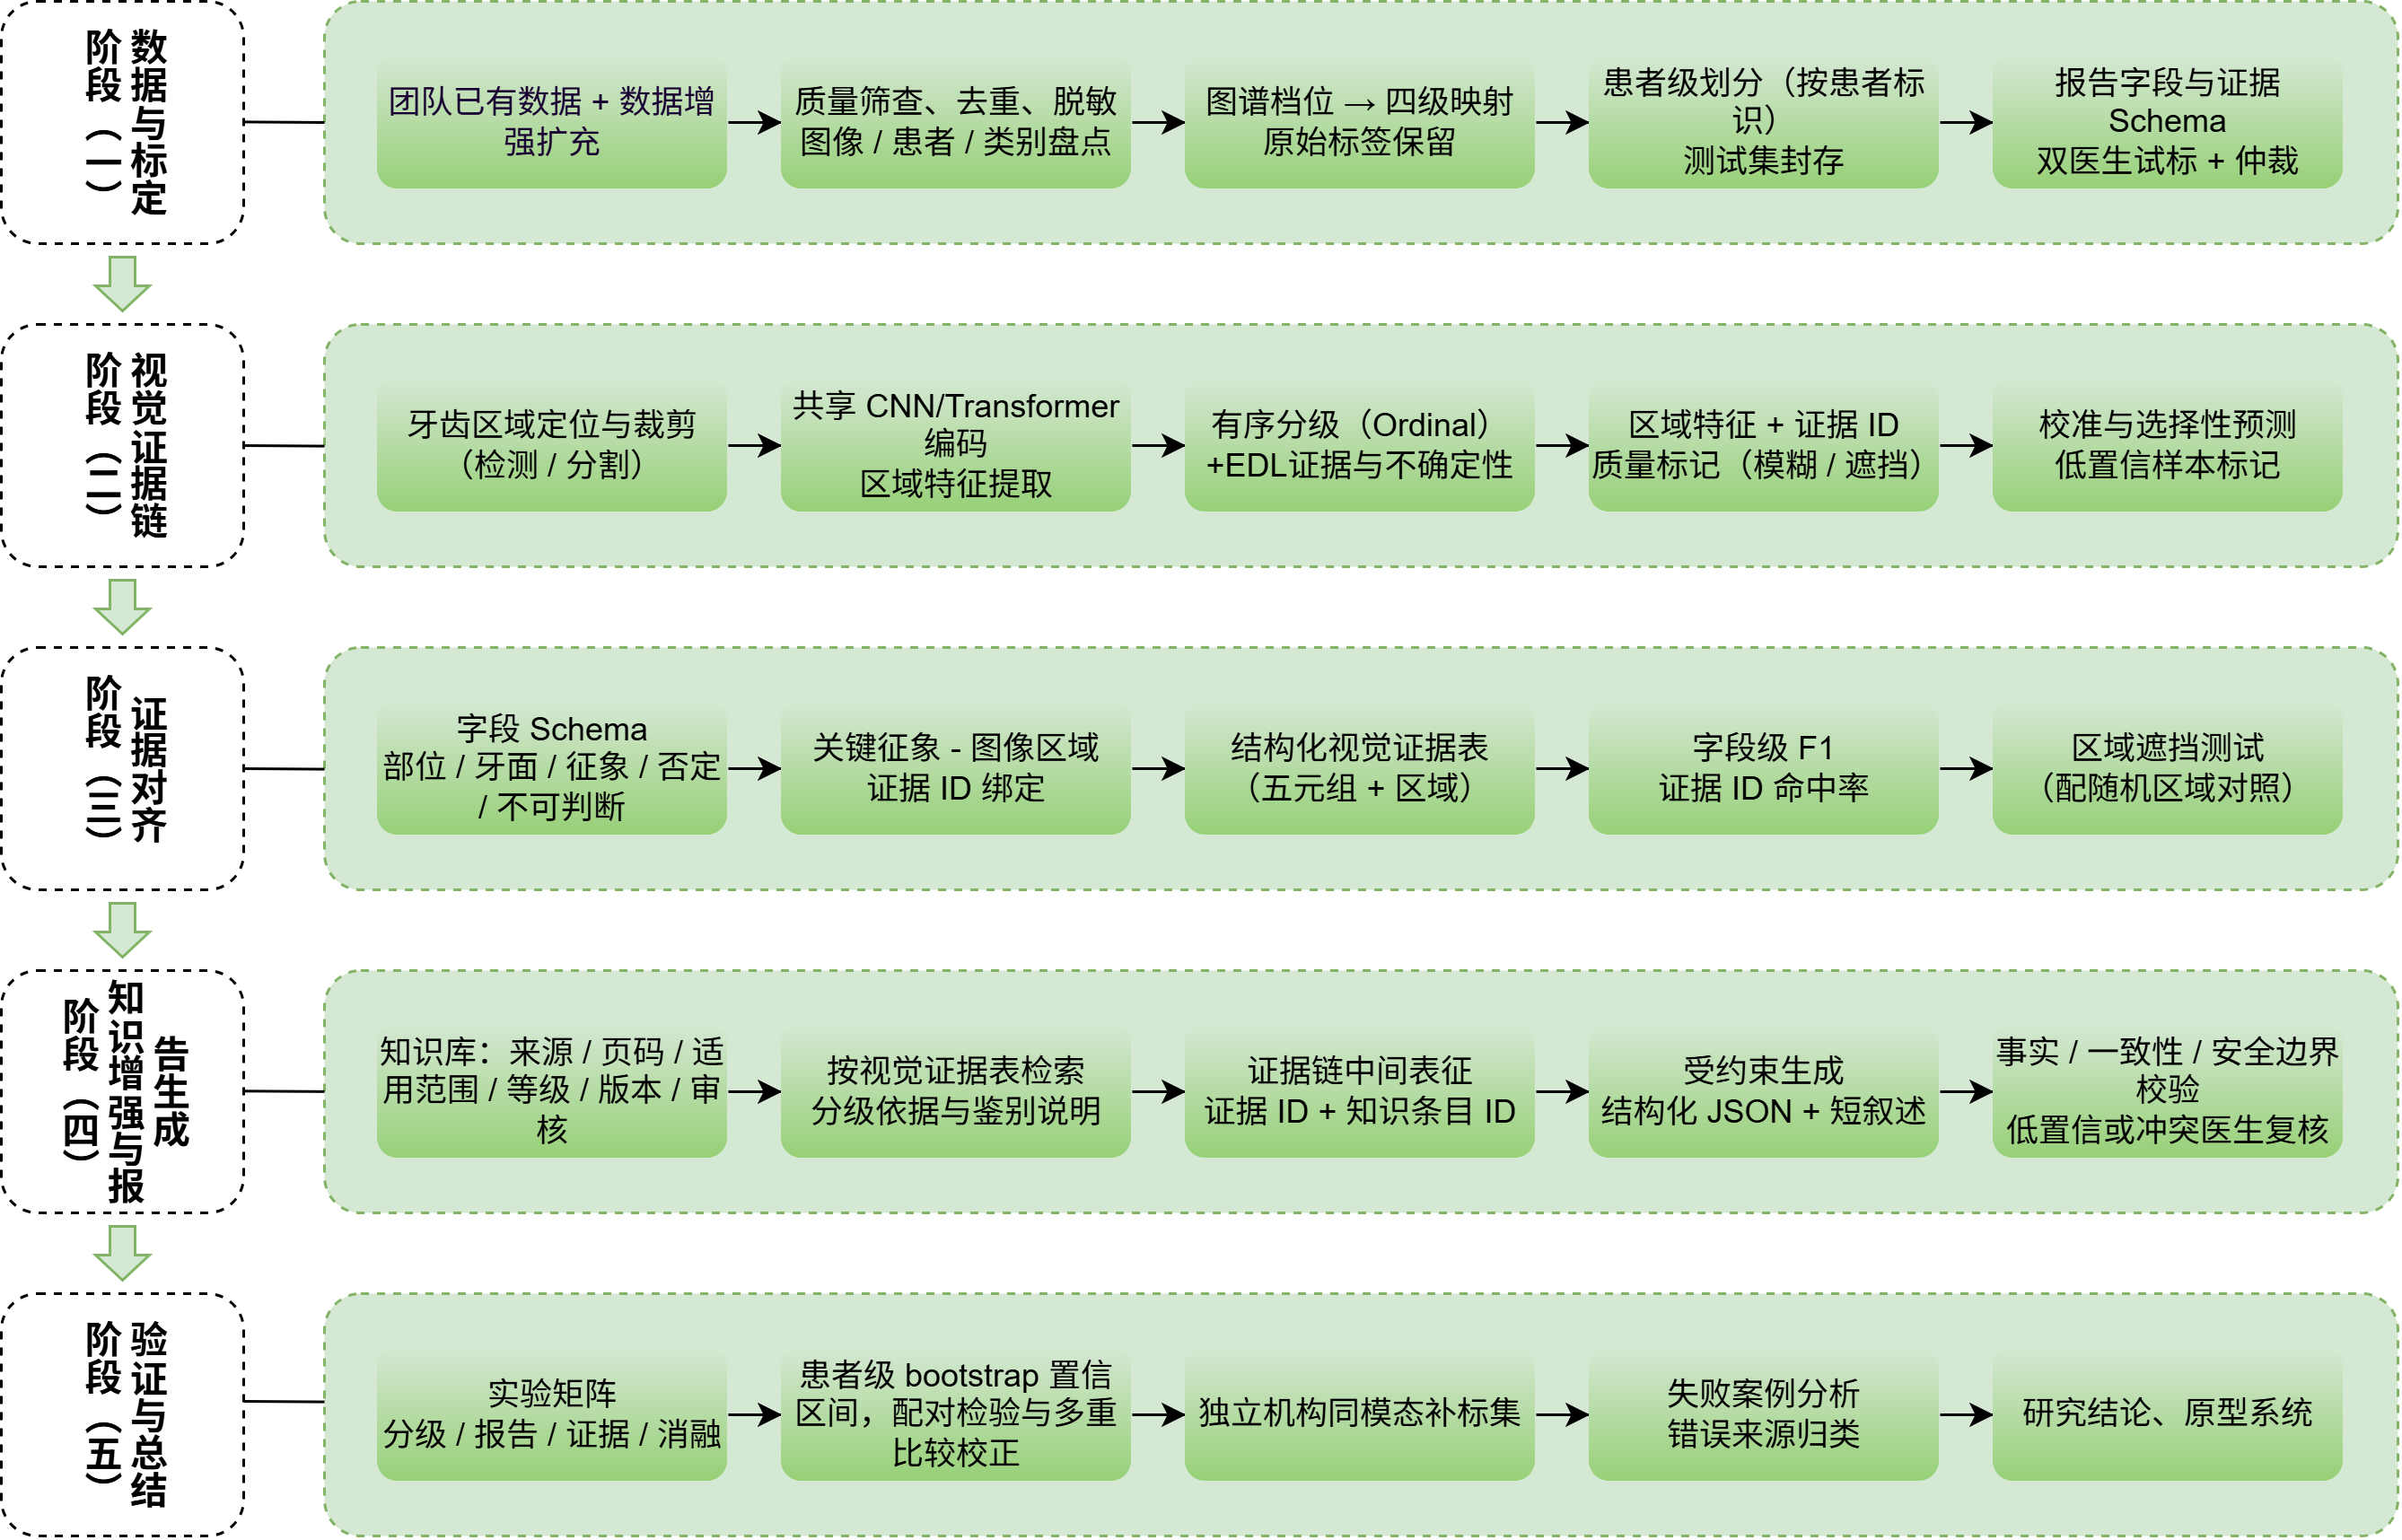 阶段（一）
数据与标定
团队已有数据 + 数据增
强扩充
质量筛查、去重、脱敏
图像 / 患者 / 类别盘点
图谱档位 → 四级映射
原始标签保留
患者级划分（按患者标
识）
测试集封存
报告字段与证据
Schema
双医生试标 + 仲裁
阶段（二）
视觉证据链
牙齿区域定位与裁剪
（检测 / 分割）
共享 CNN/Transformer
编码
区域特征提取
有序分级（Ordinal）
+EDL证据与不确定性
区域特征 + 证据 ID
质量标记（模糊 / 遮挡）
校准与选择性预测
低置信样本标记
阶段（三）
证据对齐
字段 Schema
部位 / 牙面 / 征象 / 否定
/ 不可判断
关键征象 - 图像区域
证据 ID 绑定
结构化视觉证据表
（五元组 + 区域）
字段级 F1
证据 ID 命中率
区域遮挡测试
（配随机区域对照）
阶段（四）
知识增强与报
告生成
知识库：来源 / 页码 / 适
用范围 / 等级 / 版本 / 审
核
按视觉证据表检索
分级依据与鉴别说明
证据链中间表征
证据 ID + 知识条目 ID
受约束生成
结构化 JSON + 短叙述
事实 / 一致性 / 安全边界
校验
低置信或冲突医生复核
阶段（五）
验证与总结
实验矩阵
分级 / 报告 / 证据 / 消融
患者级 bootstrap 置信
区间，配对检验与多重
比较校正
独立机构同模态补标集
失败案例分析
错误来源归类
研究结论、原型系统